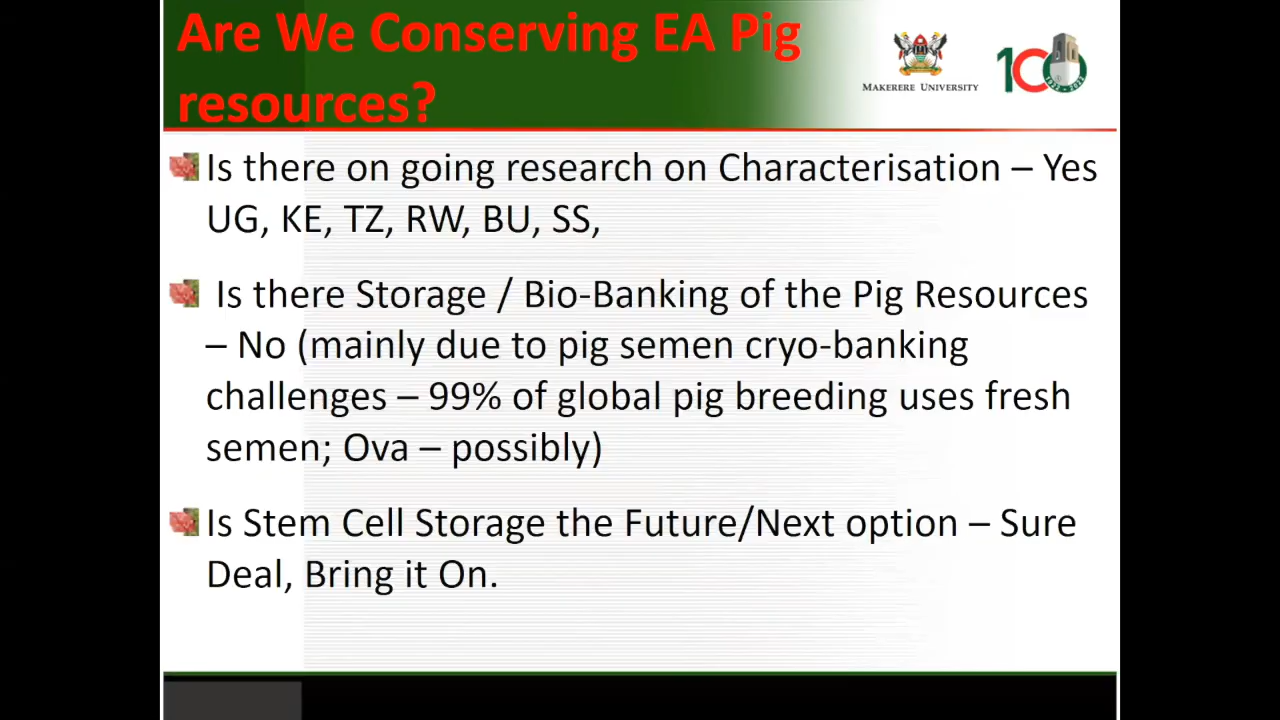 Are We Conserving EA Pig
resources?
MAKERERE UNIVERSITY
100
1922 - 2022
Is there on going research on Characterisation – Yes
UG, KE, TZ, RW, BU, SS,
Is there Storage / Bio-Banking of the Pig Resources
– No (mainly due to pig semen cryo-banking
challenges – 99% of global pig breeding uses fresh
semen; Ova – possibly)
Is Stem Cell Storage the Future/Next option – Sure
Deal, Bring it On.